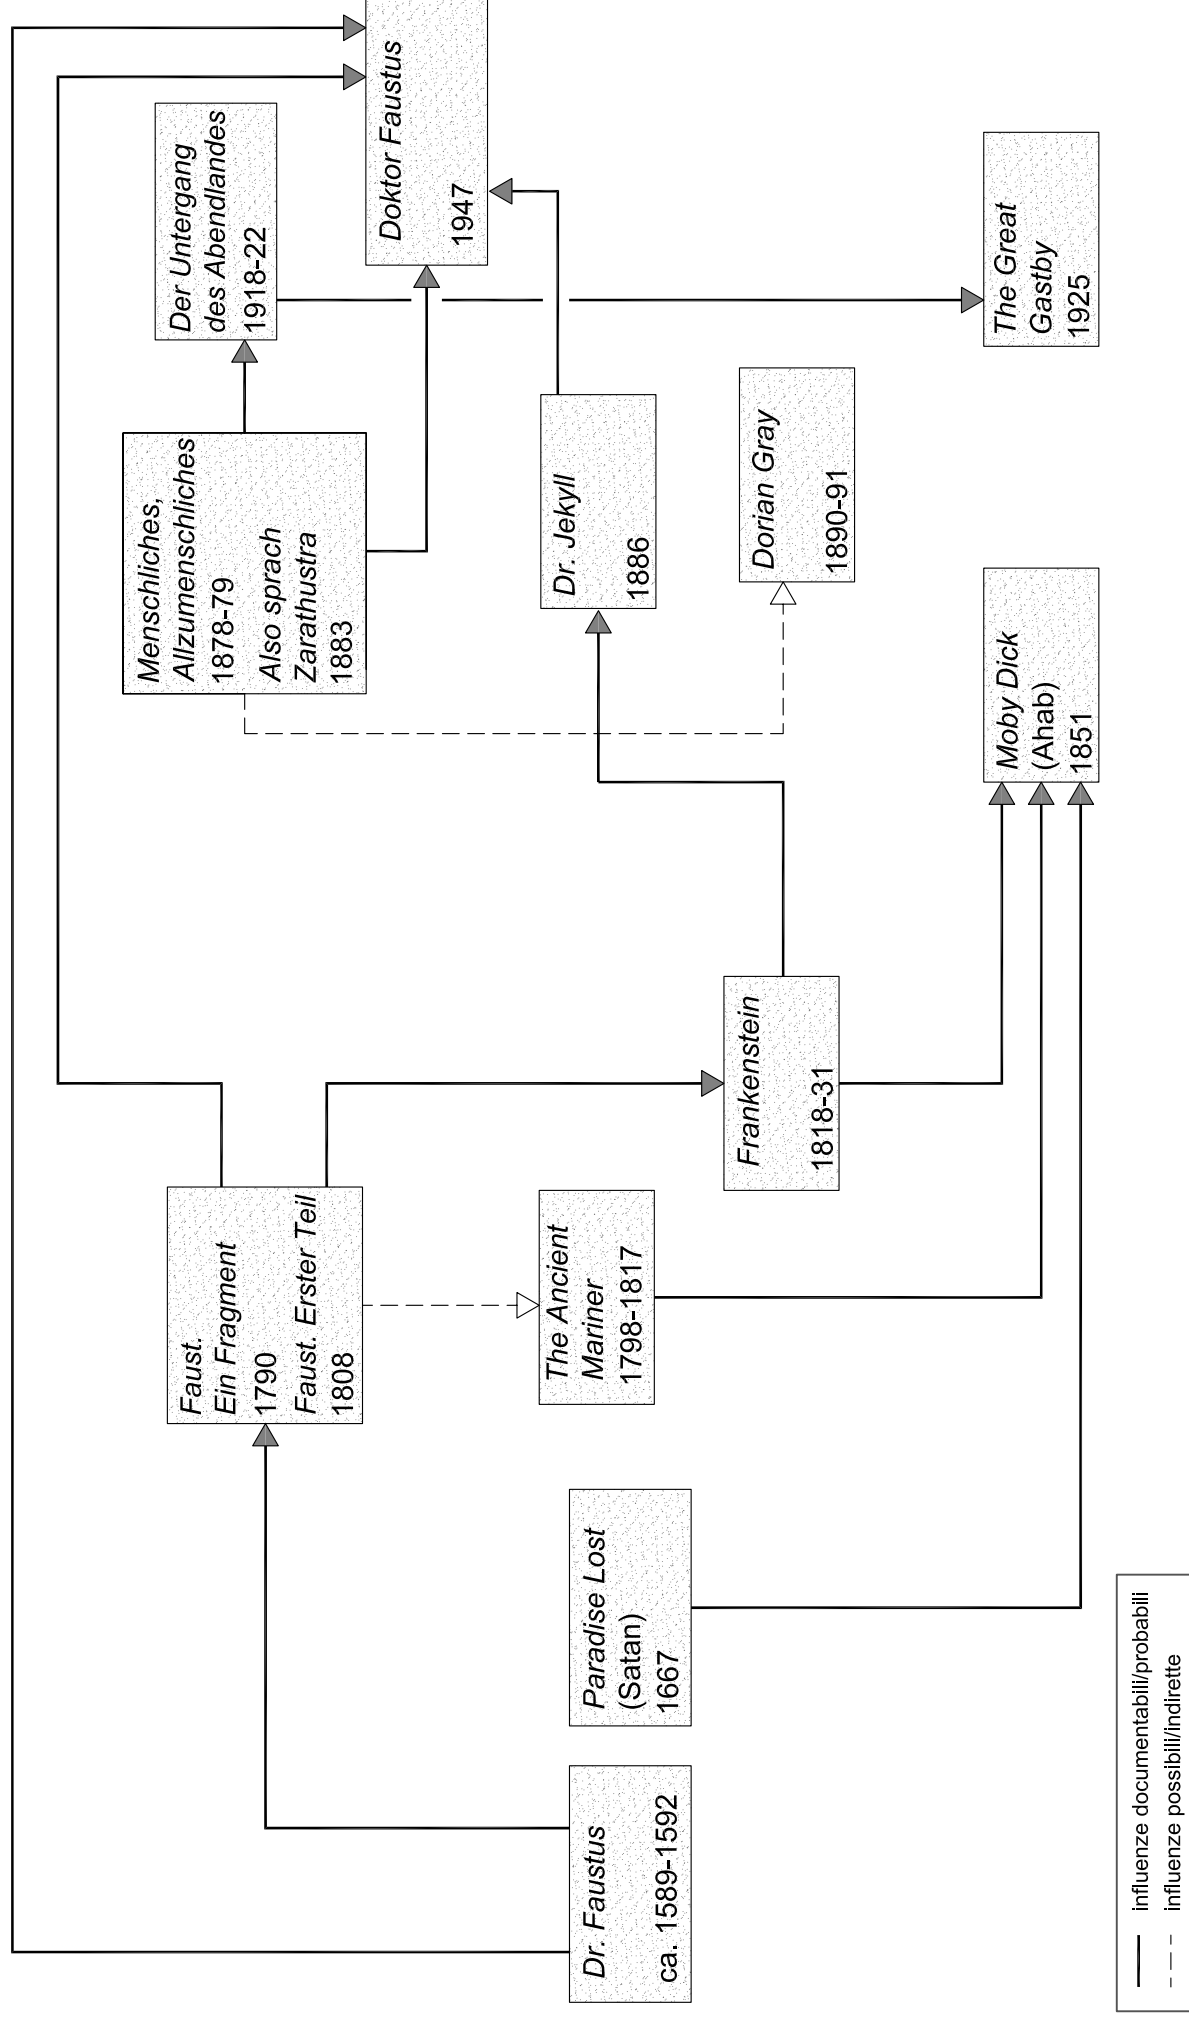 Dr. Faustus
ca. 1589-1592
Paradise Lost
(Satan)
1667
Faust.
Ein Fragment
1790
Faust. Erster Teil
1808
The Ancient
Mariner
1798-1817
Frankenstein
1818-31
Menschliches,
Allzumenschliches
1878-79
Also sprach
Zarathustra
1883
Dr. Jekyll
1886
Dorian Gray
1890-91
Moby Dick
(Ahab)
1851
Der Untergang
des Abendlandes
1918-22
Doktor Faustus
1947
The Great
Gastby
1925
influenze documentabili/probabili
influenze possibili/indirette